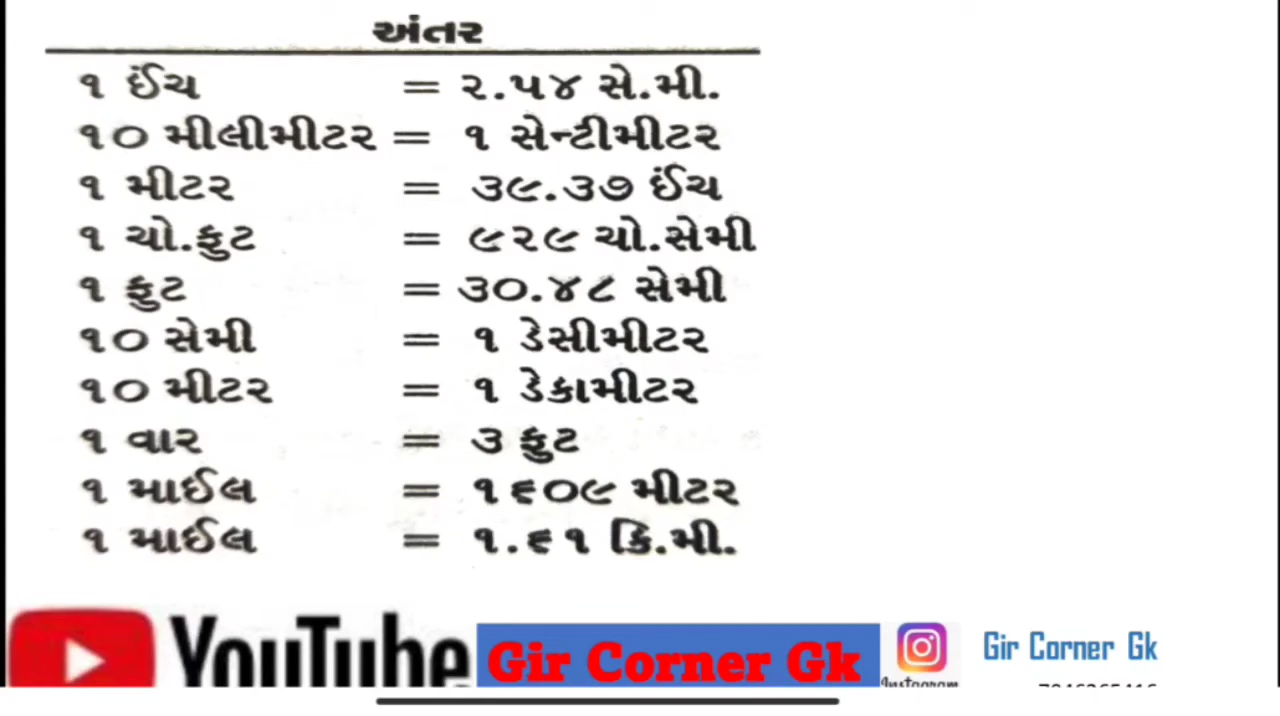 અંતર
૧ ઈંચ = ૨.૫૪ સે.મી.
૧૦ મીલીમીટર = ૧ સેન્ટીમીટર
૧ મીટર = ૩૯.૩૭ ઈંચ
૧ ચો.ફુટ = ૯૨૯ ચો.સેમી
૧ ફુટ = ૩૦.૪૮ સેમી
૧૦ સેમી = ૧ ડેસીમીટર
૧૦ મીટર = ૧ ડેકામીટર
૧ વાર = ૩ ફુટ
૧ માઈલ = ૧૬૦૯ મીટર
૧ માઈલ = ૧.૬૧ કિ.મી.
YouTube Gir Corner Gk Gir Corner Gk
Instagram